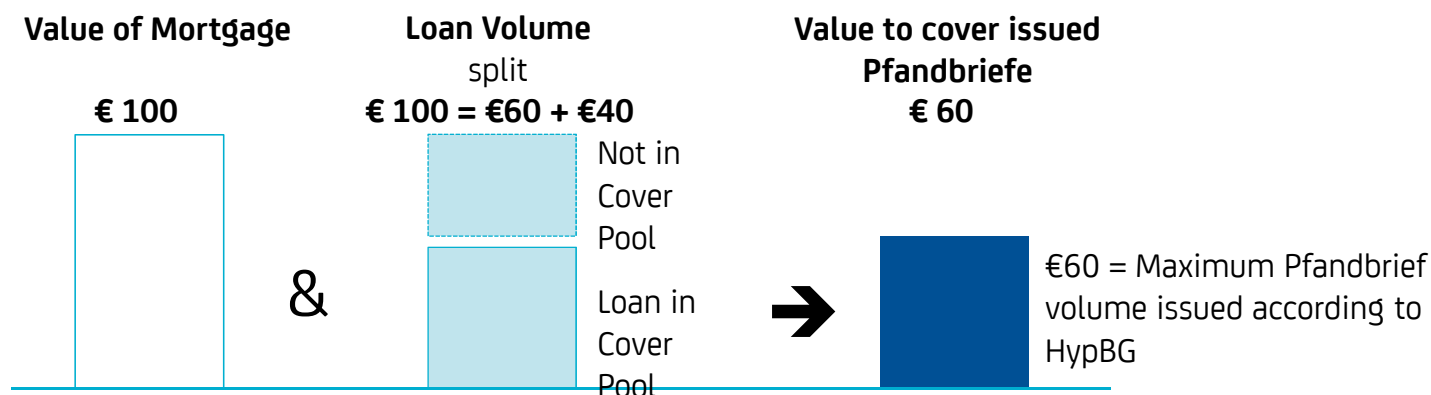 Value of Mortgage
€ 100
Loan Volume
split
€ 100 = €60 + €40
Value to cover issued
Pfandbriefe
€ 60
Not in
Cover
Pool
&
Loan in
Cover
Pool
€60 = Maximum Pfandbrief
volume issued according to
HypBG